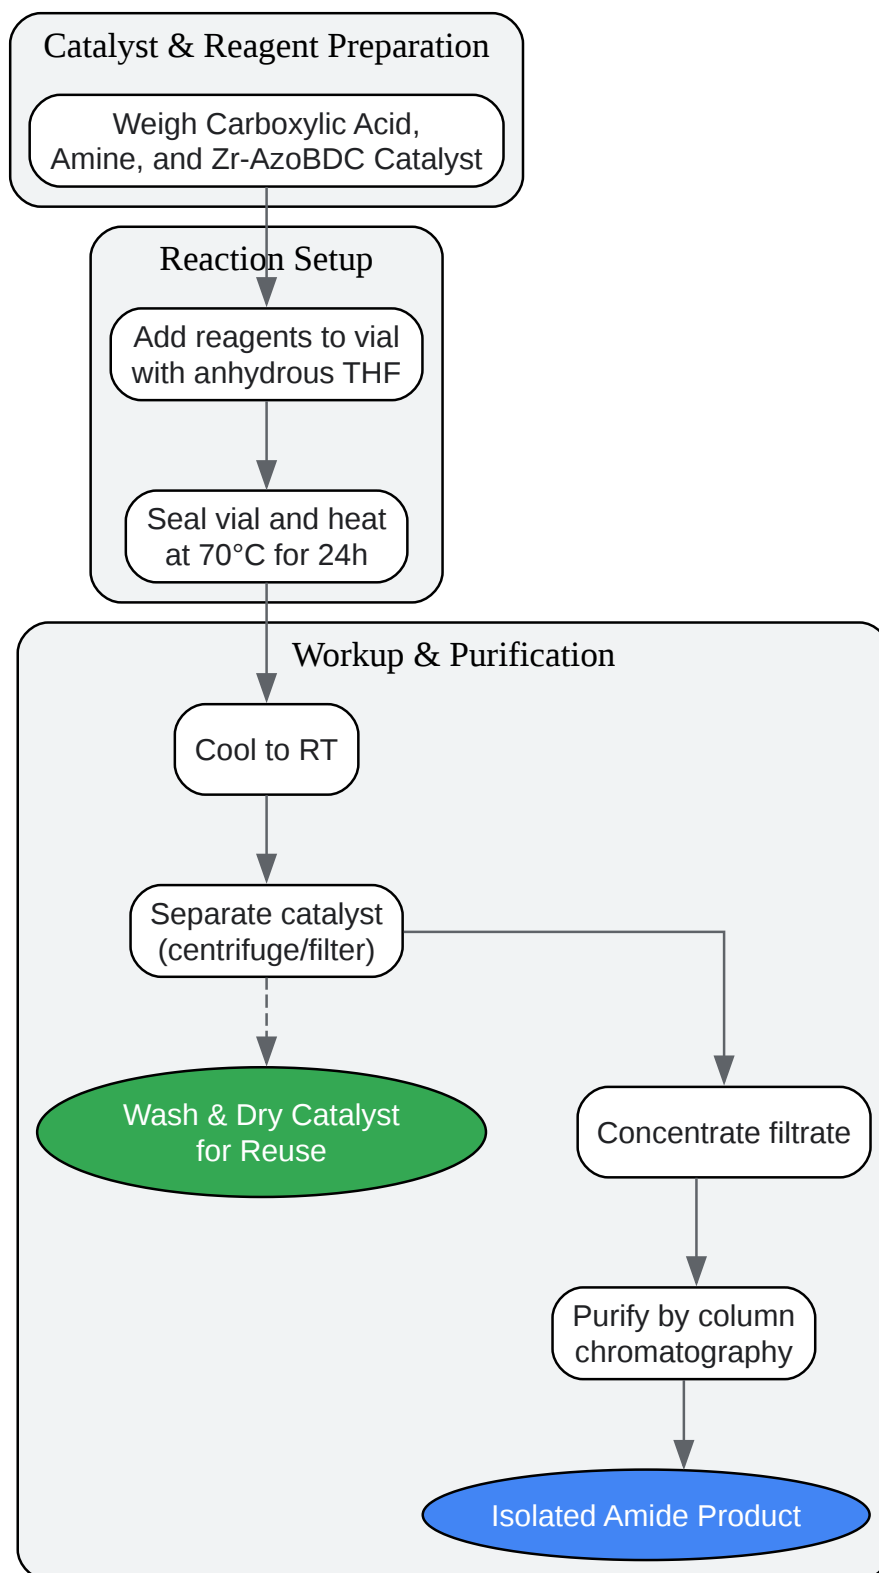 Catalyst & Reagent Preparation
Weigh Carboxylic Acid,
Amine, and Zr-AzoBDC Catalyst
Reaction Setup
Add reagents to vial
with anhydrous THF
Seal vial and heat
at 70°C for 24h
Workup & Purification
Cool to RT
Separate catalyst
(centrifuge/filter)
Wash & Dry Catalyst
for Reuse
Concentrate filtrate
Purify by column
chromatography
Isolated Amide Product